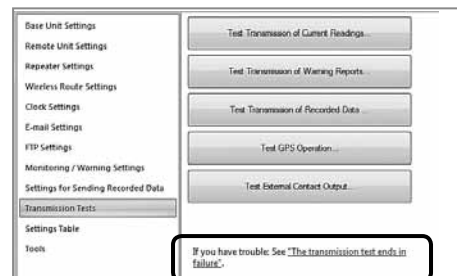 Base Unit Settings
Remote Unit Settings
Repeater Settings
Wireless Route Settings
Clock Settings
E-mail Settings
FTP Settings
Monitoring / Warning Settings
Settings for Sending Recorded Data
Transmission Tests
Settings Table
Tools
Test Transmission of Current Readings...
Test Transmission of Warning Reports...
Test Transmission of Recorded Data ...
Test GPS Operation...
Test External Contact Output...
If you have trouble: See "The transmission test ends in
failure".